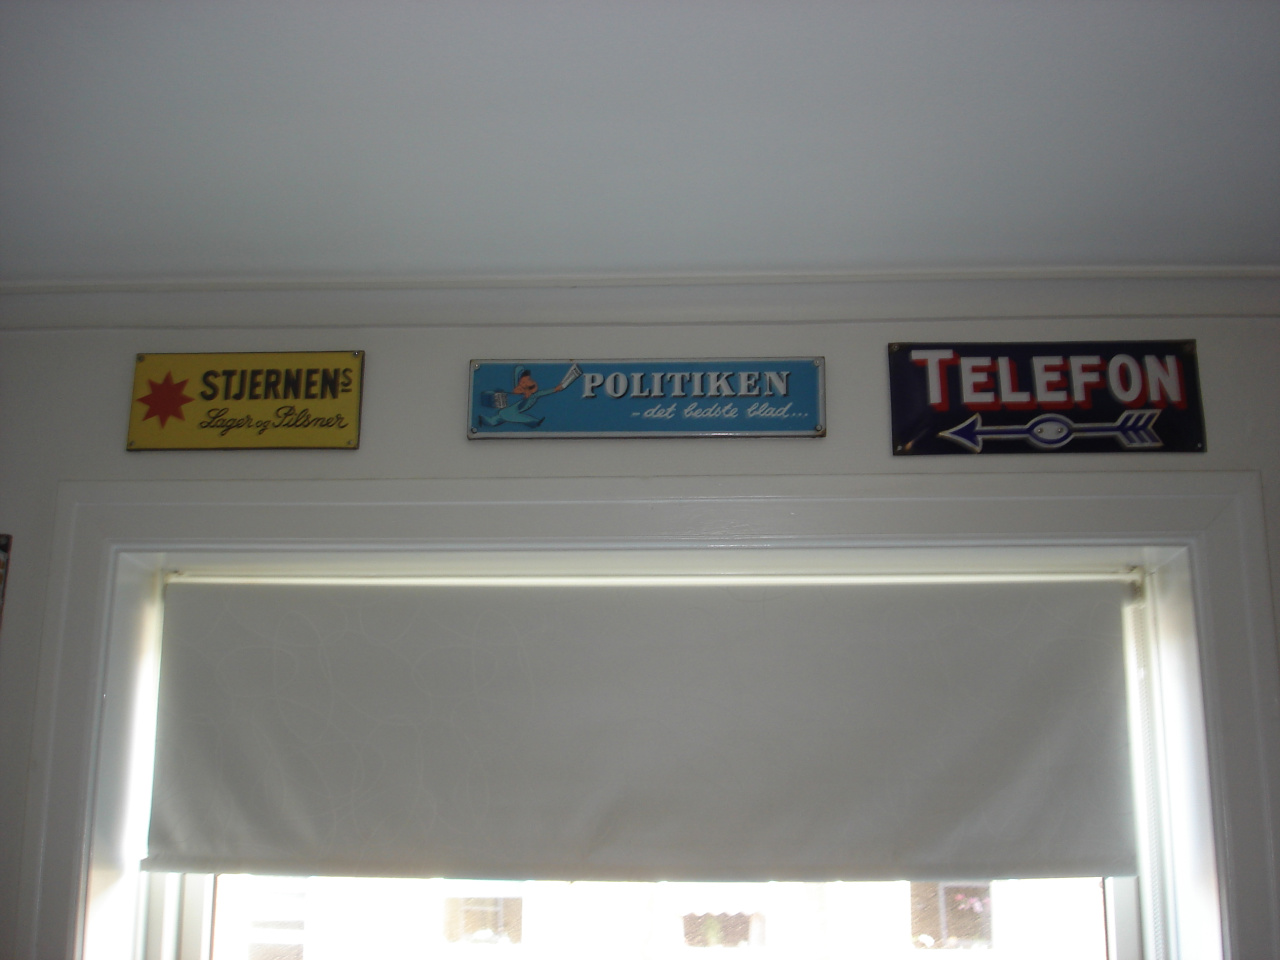 STJERNENS
Lager og Pilsner
POLITIKEN
- det bedste blad...
TELEFON